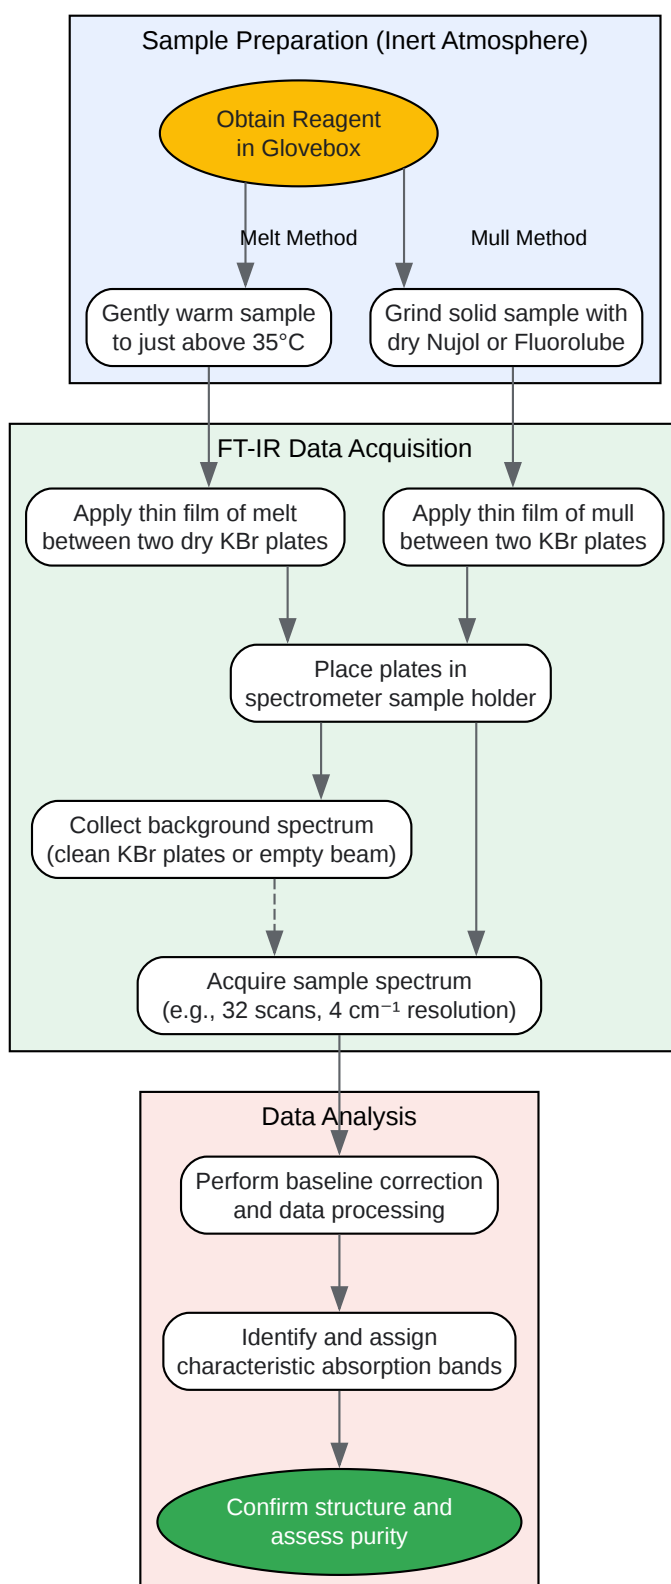 Sample Preparation (Inert Atmosphere)
Obtain Reagent
in Glovebox
Melt Method
Mull Method
Gently warm sample
to just above 35°C
Grind solid sample with
dry Nujol or Fluorolube
FT-IR Data Acquisition
Apply thin film of melt
between two dry KBr plates
Apply thin film of mull
between two KBr plates
Place plates in
spectrometer sample holder
Collect background spectrum
(clean KBr plates or empty beam)
Acquire sample spectrum
(e.g., 32 scans, 4 cm⁻¹ resolution)
Data Analysis
Perform baseline correction
and data processing
Identify and assign
characteristic absorption bands
Confirm structure and
assess purity